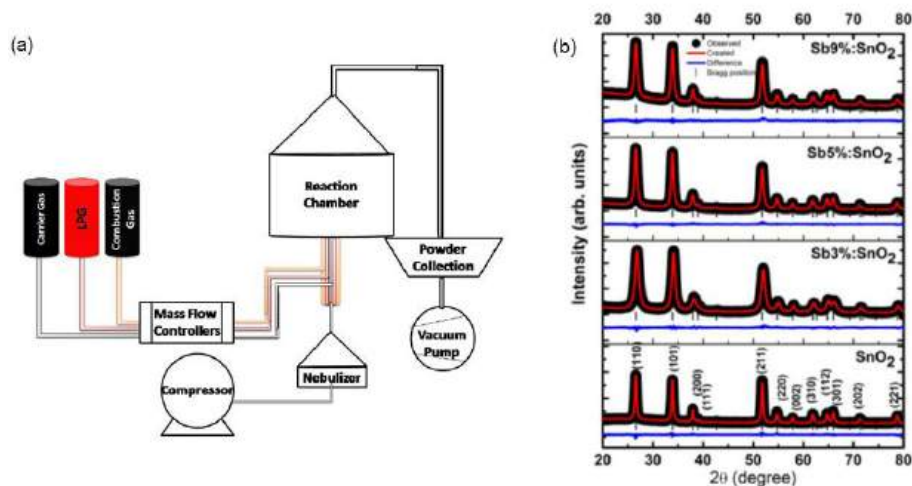 (a)
Carrier Gas
LPG
Combustion
Gas
Mass Flow
Controllers
Compressor
Nebulizer
Reaction
Chamber
Powder
Collection
Vacuum
Pump
(b)
20 30 40 50 60 70 80
Observed
Created
Difference
Bragg position
Sb9%:SnO₂
Sb5%:SnO₂
Sb3%:SnO₂
SnO₂
(110)
(101)
(200)
(111)
(211)
(220)
(002)
(310)
(112)
(301)
(202)
(221)
Intensity (arb. units)
20 30 40 50 60 70 80
2θ (degree)